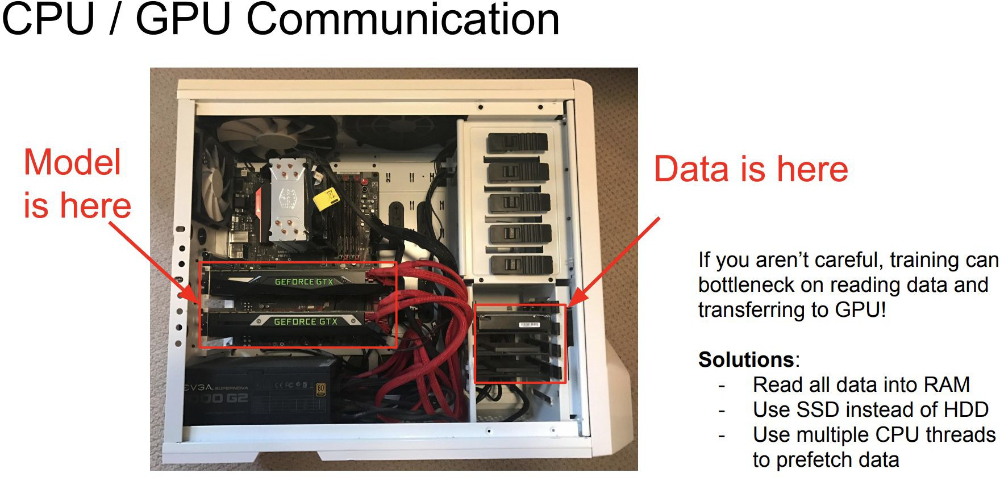 CPU / GPU Communication
Model
is here
Data is here
GEFORCE GTX
GEFORCE GTX
EVGA SUPERNOVA
G2
80
If you aren't careful, training can
bottleneck on reading data and
transferring to GPU!
Solutions:
- Read all data into RAM
- Use SSD instead of HDD
- Use multiple CPU threads
to prefetch data